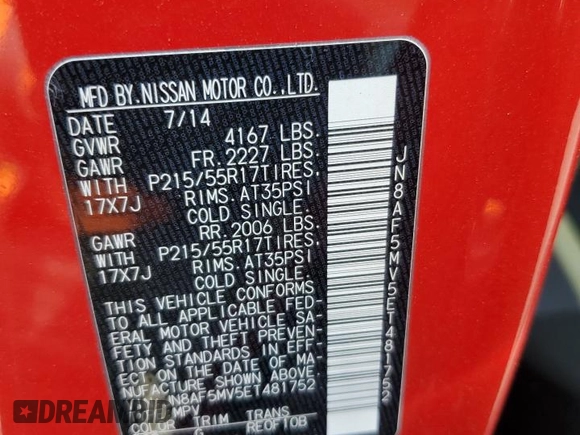 MFD BY.NISSAN MOTOR CO.,LTD.
DATE 7/14
GVWR 4167 LBS.
GAWR FR. 2227 LBS.
WITH P215/55R17TIRES.
17X7J RIMS.AT35PSI
COLD SINGLE.
GAWR RR. 2006 LBS.
WITH P215/55R17TIRES.
17X7J RIMS.AT35PSI
COLD SINGLE.
THIS VEHICLE CONFORMS
TO ALL APPLICABLE FED-
ERAL MOTOR VEHICLE SA
FETY AND THEFT PREVEN-
TION STANDARDS IN EFF-
ECT ON THE DATE OF MA-
NUFACTURE SHOWN ABOVE.
JN8AF5MV5ET481752
MPV
COLOR TRIM TRANS
G RE0F10B
JN8AF5MV5ET481752
DREAMBID